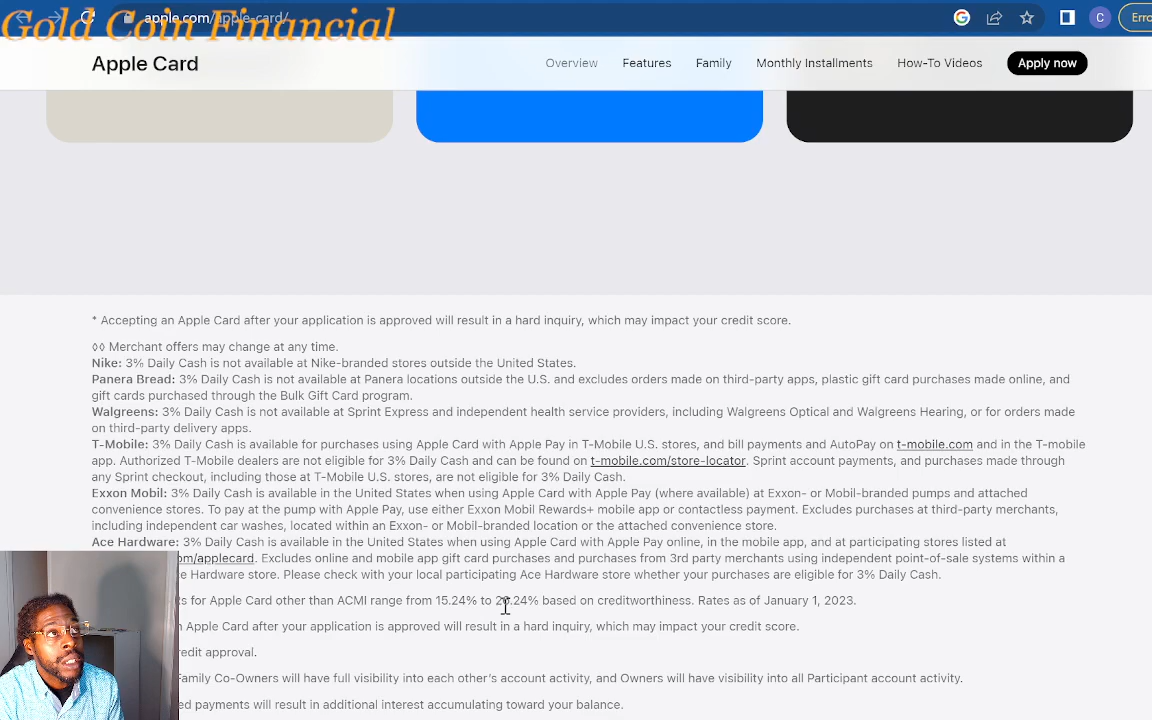 Gold Coin Financial
apple.com/apple-card/
C
Erro
Apple Card
Overview
Features
Family
Monthly Installments
How-To Videos
Apply now
* Accepting an Apple Card after your application is approved will result in a hard inquiry, which may impact your credit score.
◊◊ Merchant offers may change at any time.
Nike: 3% Daily Cash is not available at Nike-branded stores outside the United States.
Panera Bread: 3% Daily Cash is not available at Panera locations outside the U.S. and excludes orders made on third-party apps, plastic gift card purchases made online, and
gift cards purchased through the Bulk Gift Card program.
Walgreens: 3% Daily Cash is not available at Sprint Express and independent health service providers, including Walgreens Optical and Walgreens Hearing, or for orders made
on third-party delivery apps.
T-Mobile: 3% Daily Cash is available for purchases using Apple Card with Apple Pay in T-Mobile U.S. stores, and bill payments and AutoPay on t-mobile.com and in the T-mobile
app. Authorized T-Mobile dealers are not eligible for 3% Daily Cash and can be found on t-mobile.com/store-locator. Sprint account payments, and purchases made through
any Sprint checkout, including those at T-Mobile U.S. stores, are not eligible for 3% Daily Cash.
Exxon Mobil: 3% Daily Cash is available in the United States when using Apple Card with Apple Pay (where available) at Exxon- or Mobil-branded pumps and attached
convenience stores. To pay at the pump with Apple Pay, use either Exxon Mobil Rewards+ mobile app or contactless payment. Excludes purchases at third-party merchants,
including independent car washes, located within an Exxon- or Mobil-branded location or the attached convenience store.
Ace Hardware: 3% Daily Cash is available in the United States when using Apple Card with Apple Pay online, in the mobile app, and at participating stores listed at
om/applecard. Excludes online and mobile app gift card purchases and purchases from 3rd party merchants using independent point-of-sale systems within a
e Hardware store. Please check with your local participating Ace Hardware store whether your purchases are eligible for 3% Daily Cash.
s for Apple Card other than ACMI range from 15.24% to based on creditworthiness. Rates as of January 1, 2023.
n Apple Card after your application is approved will result in a hard inquiry, which may impact your credit score.
redit approval.
Family Co-Owners will have full visibility into each other's account activity, and Owners will have visibility into all Participant account activity.
ed payments will result in additional interest accumulating toward your balance.